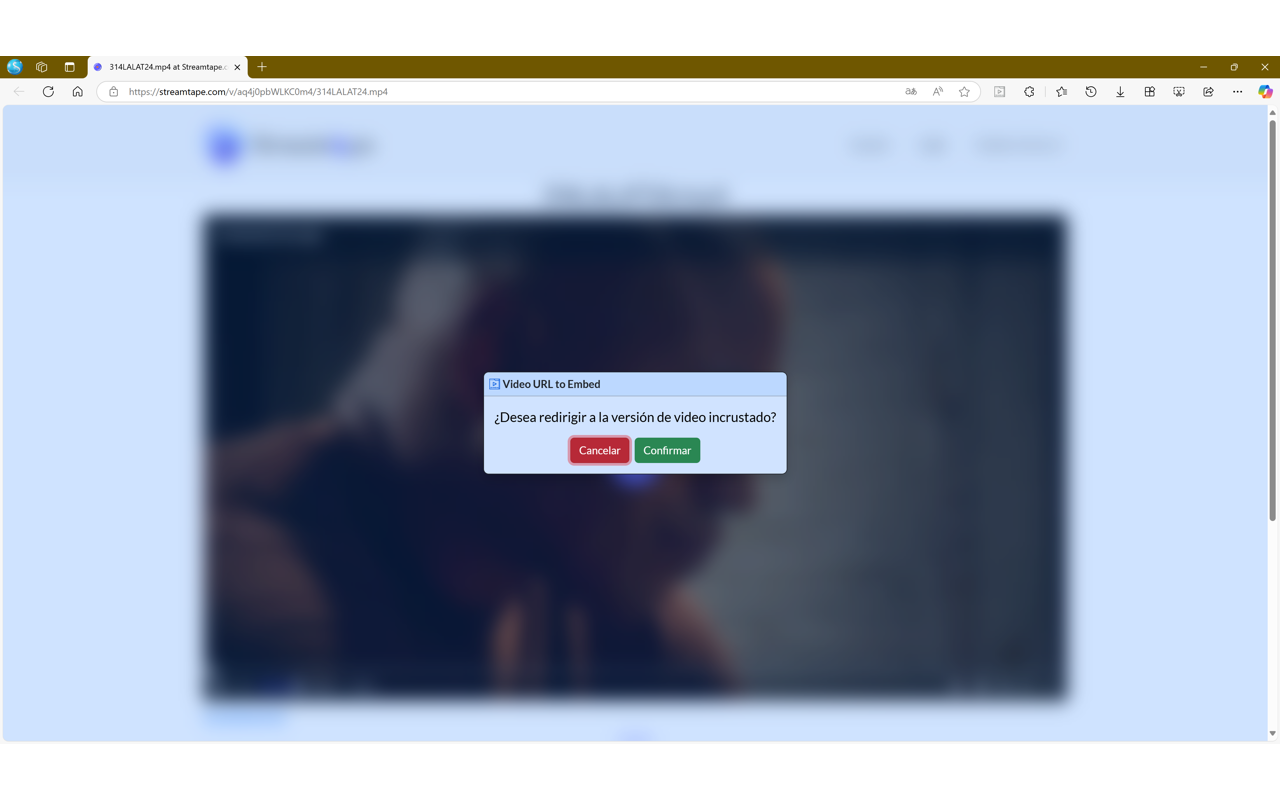 314LALAT24.mp4 at Streamtape.c
https://streamtape.com/v/aq4j0pbWLKC0m4/314LALAT24.mp4
Video URL to Embed
¿Desea redirigir a la versión de video incrustado?
Cancelar Confirmar